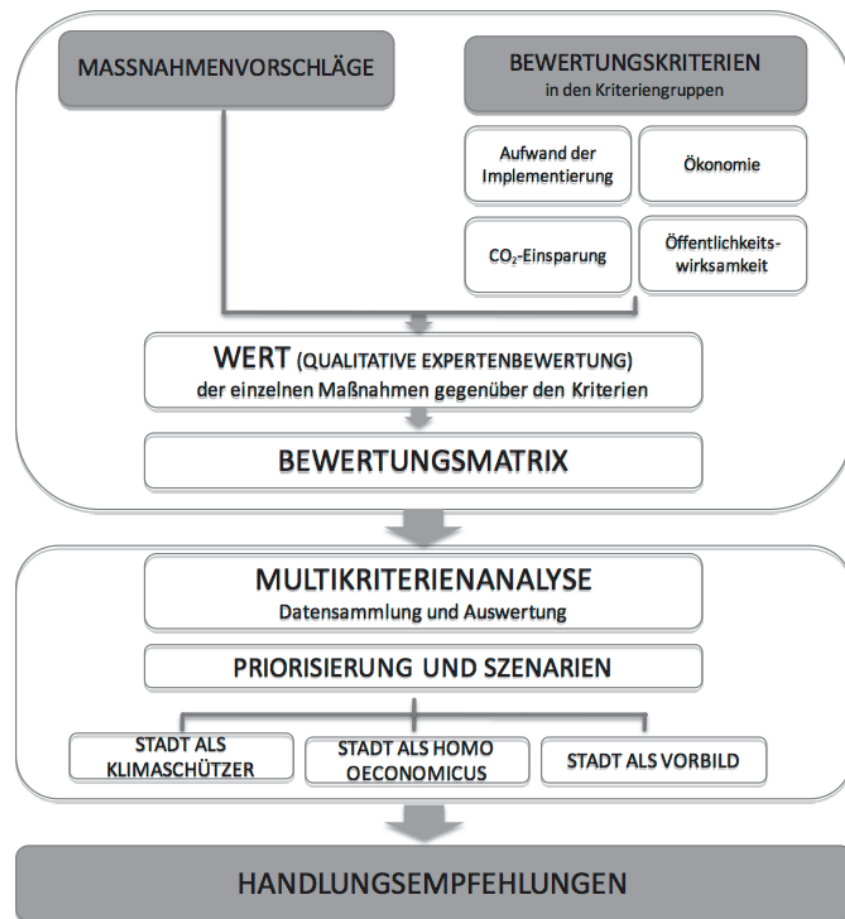 MASSNAHMENVORSCHLÄGE
BEWERTUNGSKRITERIEN
in den Kriteriengruppen
Aufwand der
Implementierung
Ökonomie
CO₂-Einsparung
Öffentlichkeits-
wirksamkeit
WERT (QUALITATIVE EXPERTENBEWERTUNG)
der einzelnen Maßnahmen gegenüber den Kriterien
BEWERTUNGSMATRIX
MULTIKRITERIENANALYSE
Datensammlung und Auswertung
PRIORISIERUNG UND SZENARIEN
STADT ALS
KLIMASCHÜTZER
STADT ALS HOMO
OECONOMICUS
STADT ALS VORBILD
HANDLUNGSEMPFEHLUNGEN